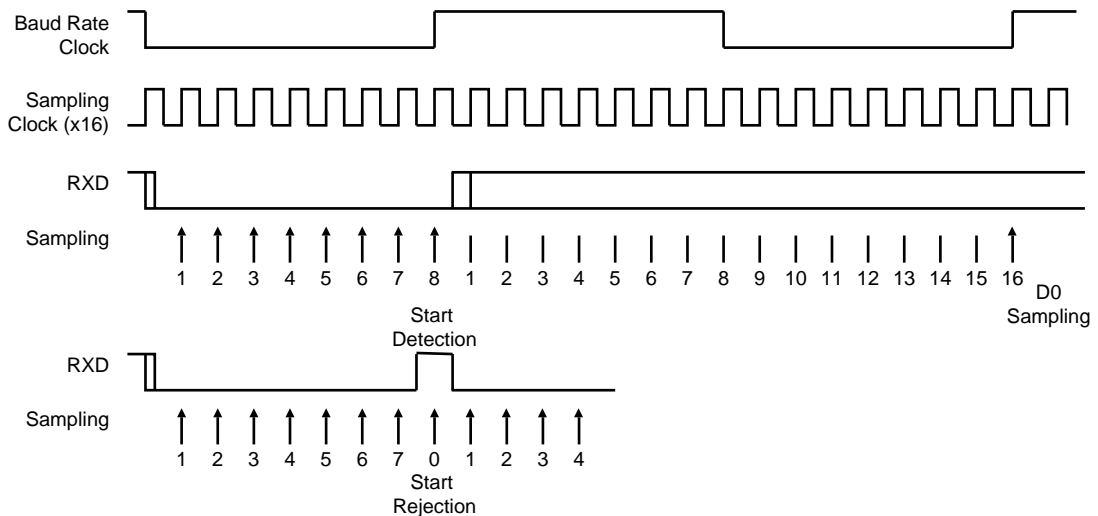 Baud Rate
Clock
Sampling
Clock (x16)
RXD
Sampling
1 2 3 4 5 6 7 8 1 2 3 4 5 6 7 8 9 10 11 12 13 14 15 16
D0
Sampling
Start
Detection
RXD
Sampling
1 2 3 4 5 6 7 0 1 2 3 4
Start
Rejection